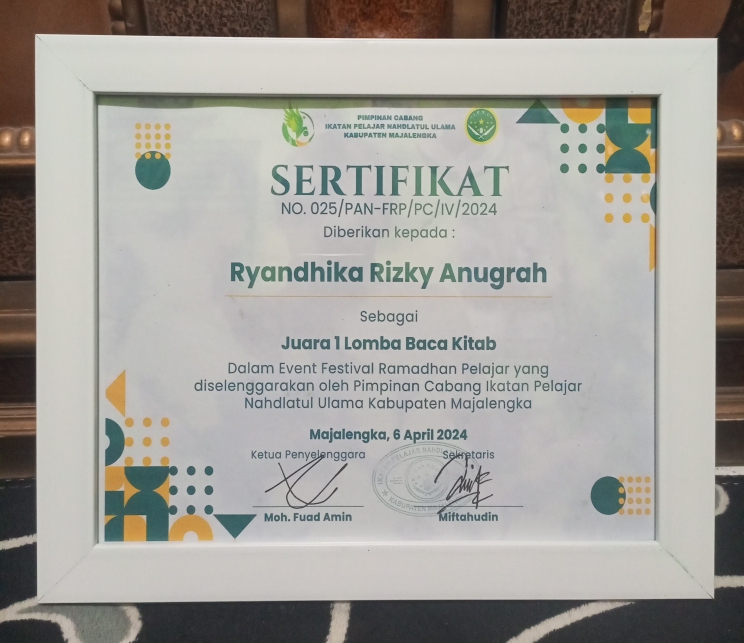 PIMPINAN CABANG
IKATAN PELAJAR NAHDLATUL ULAMA
KABUPATEN MAJALENGKA
SERTIFIKAT
NO. 025/PAN-FRP/PC/IV/2024
Diberikan kepada :
Ryandhika Rizky Anugrah
Sebagai
Juara 1 Lomba Baca Kitab
Dalam Event Festival Ramadhan Pelajar yang
diselenggarakan oleh Pimpinan Cabang Ikatan Pelajar
Nahdlatul Ulama Kabupaten Majalengka
Majalengka, 6 April 2024
Ketua Penyelenggara
Sekretaris
Moh. Fuad Amin
Miftahudin